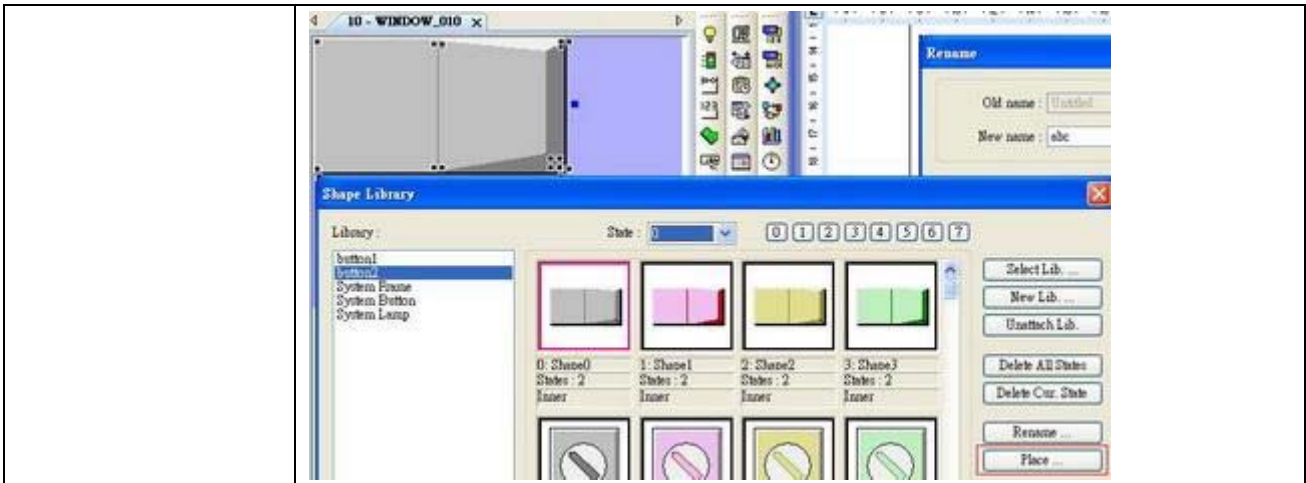 10 - WINDOW_010
Rename
Old name : Untitled
New name : abc
Shape Library
Library :
State : 0
0 1 2 3 4 5 6 7
button1
button2
System Frame
System Button
System Lamp
Select Lib. ...
New Lib. ...
Unattach Lib.
0: Shape0
States : 2
Inner
1: Shape1
States : 2
Inner
2: Shape2
States : 2
Inner
3: Shape3
States : 2
Inner
Delete All States
Delete Cur. State
Rename ...
Place ...